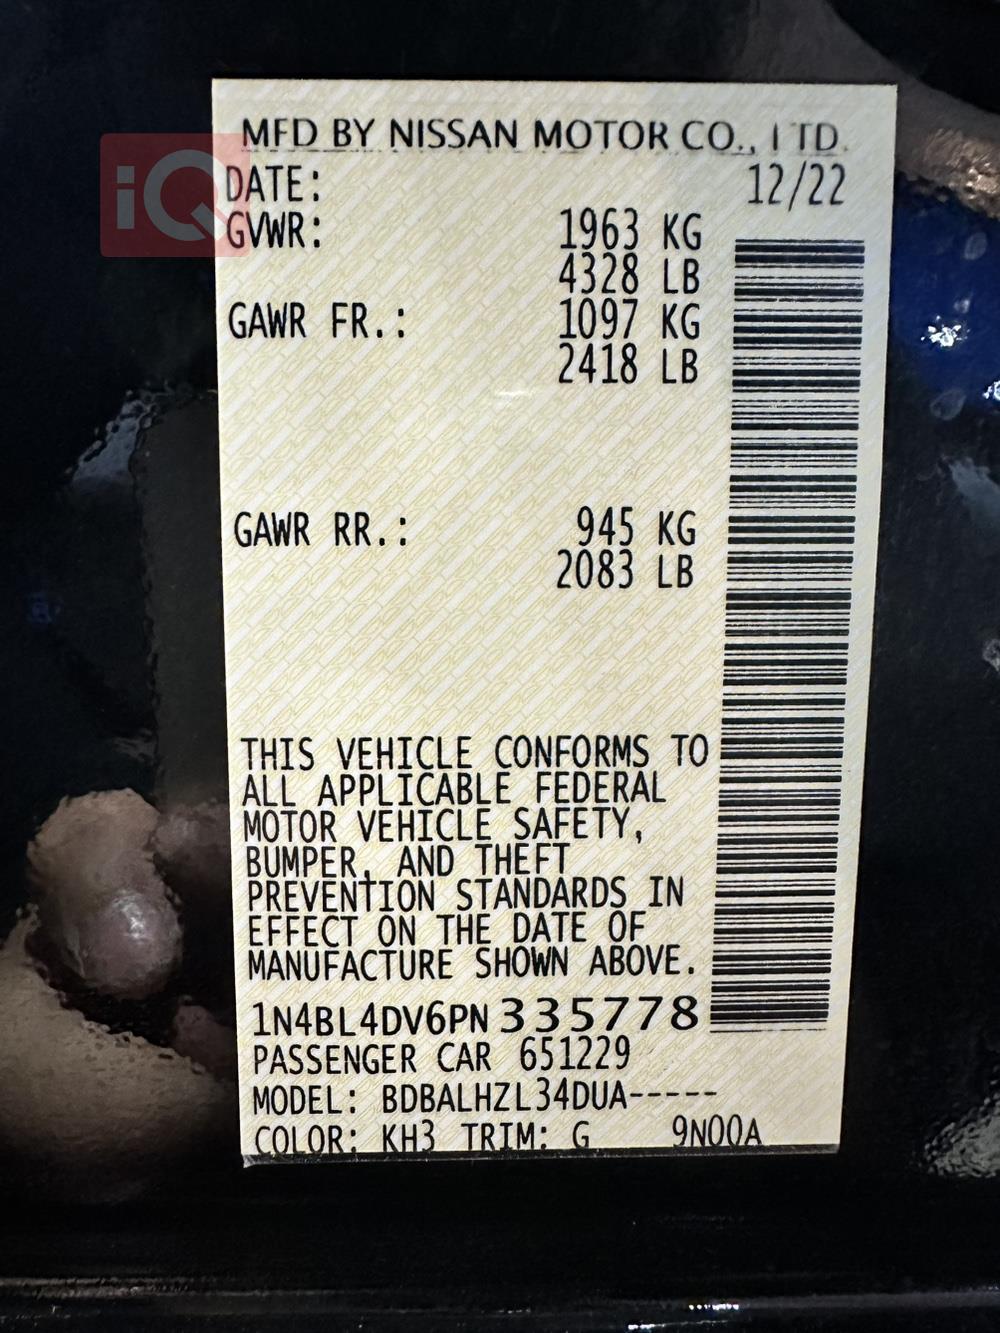 MFD BY NISSAN MOTOR CO., LTD.
iQ
DATE: 12/22
GVWR: 1963 KG
4328 LB
GAWR FR.: 1097 KG
2418 LB
GAWR RR.: 945 KG
2083 LB
THIS VEHICLE CONFORMS TO
ALL APPLICABLE FEDERAL
MOTOR VEHICLE SAFETY,
BUMPER, AND THEFT
PREVENTION STANDARDS IN
EFFECT ON THE DATE OF
MANUFACTURE SHOWN ABOVE.
1N4BL4DV6PN335778
PASSENGER CAR 651229
MODEL: BDBALHZL34DUA-----
COLOR: KH3 TRIM: G 9N00A